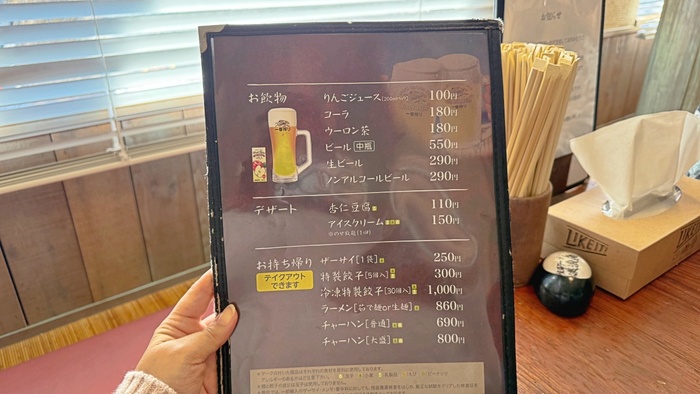 お飲物
りんごジュース 100円
コーラ 180円
ウーロン茶 180円
ビール 中瓶 550円
生ビール 290円
ノンアルコールビール 290円
デザート
杏仁豆腐 110円
アイスクリーム 150円
お持ち帰り
テイクアウト
できます
ザーサイ[1袋] 250円
特製餃子[5個入] 300円
冷凍特製餃子[30個入] 1,000円
ラーメン[茹で麺or生麺] 860円
チャーハン[普通] 690円
チャーハン[大盛] 800円
LIKEIT!